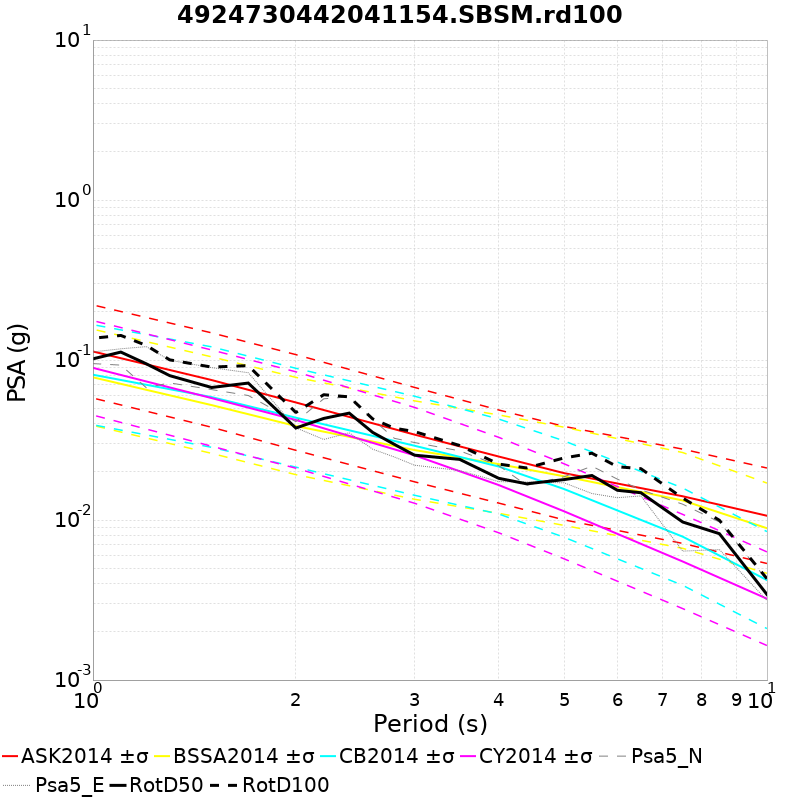 4924730442041154.SBSM.rd100
10^1
10^0
10^-1
10^-2
10^-3
PSA (g)
10^0 2 3 4 5 6 7 8 9 10^1
Period (s)
ASK2014 ±σ BSSA2014 ±σ CB2014 ±σ CY2014 ±σ Psa5_N
Psa5_E RotD50 RotD100